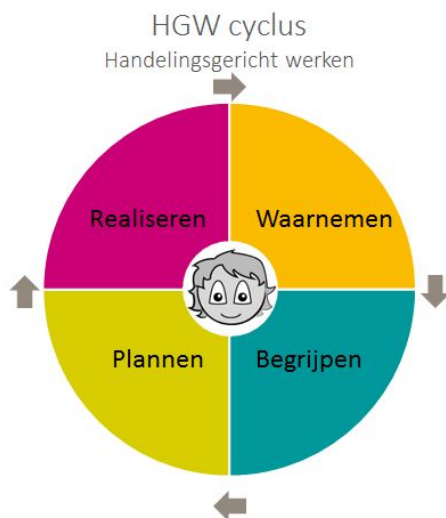 HGW cyclus
Handelingsgericht werken
Realiseren
Waarnemen
Plannen
Begrijpen